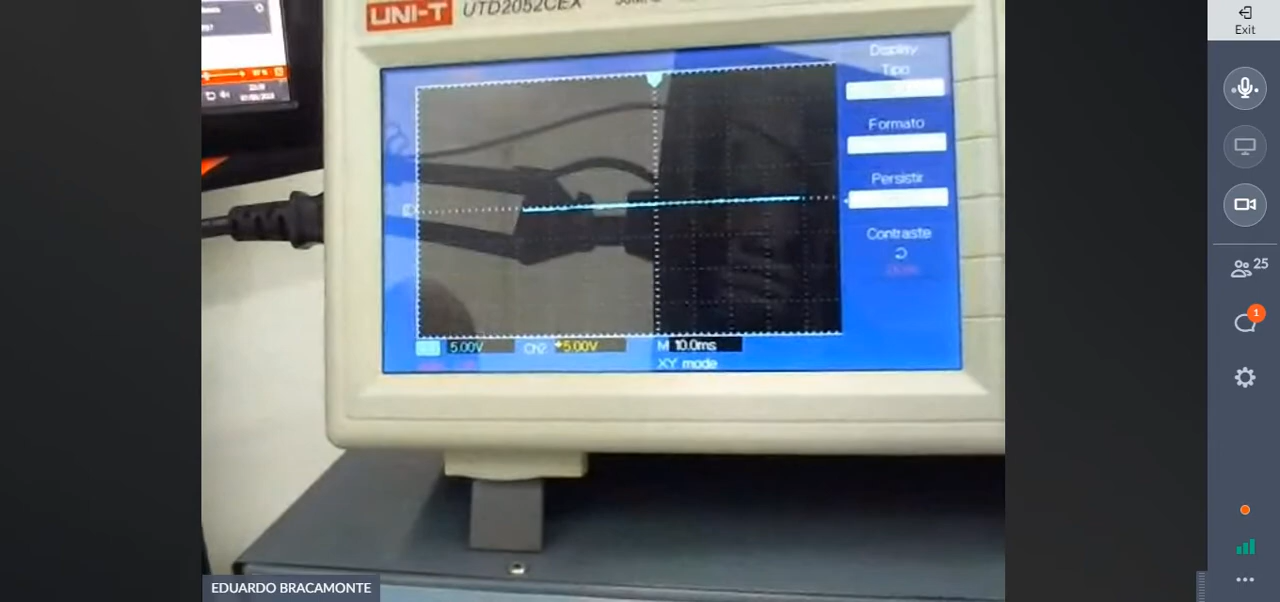 UNI-T UTD2052CEX
Exit
Display
Tipo
Formato
Persistir
Contraste
25
1
5.00V CH2 5.00V M 10.0ms
XY mode
EDUARDO BRACAMONTE